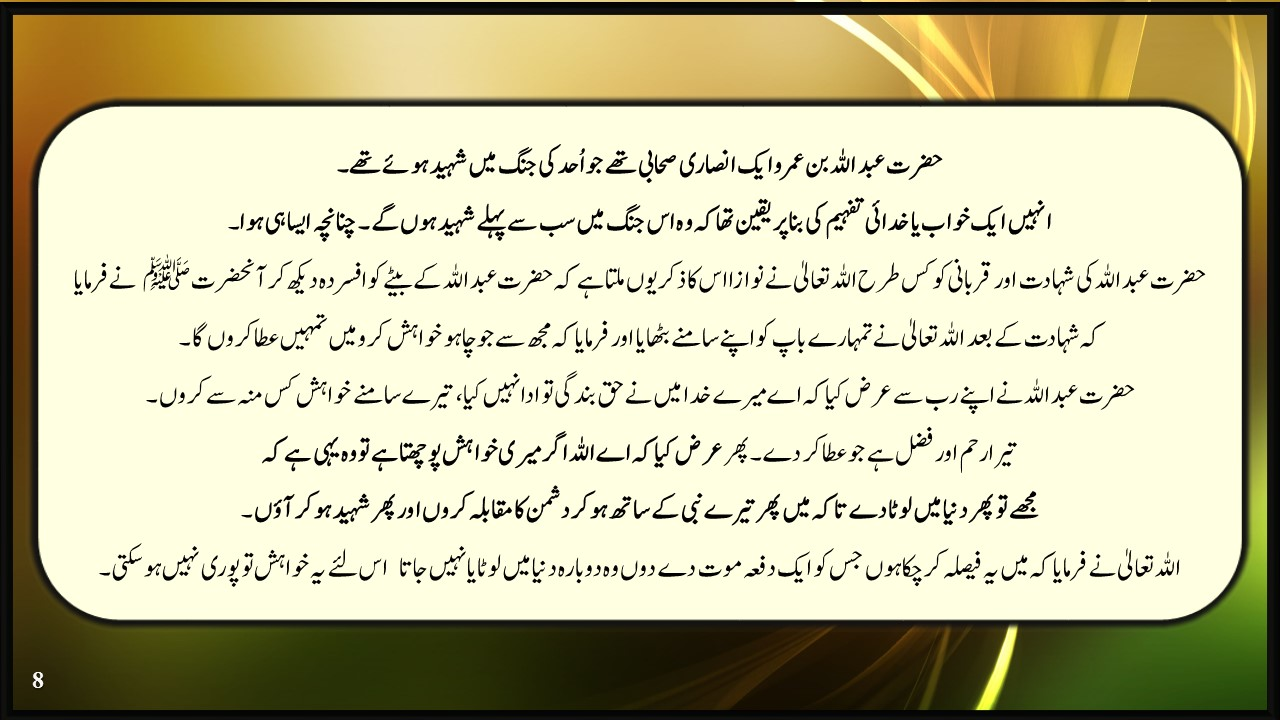 حضرت عبد اللہ بن عمرو ایک انصاری صحابی تھے جو اُحد کی جنگ میں شہید ہوئے تھے۔
انہیں ایک خواب یا خدائی تفہیم کی بنا پر یقین تھا کہ وہ اس جنگ میں سب سے پہلے شہید ہوں گے۔ چنانچہ ایسا ہی ہوا۔
حضرت عبد اللہ کی شہادت اور قربانی کو کس طرح اللہ تعالیٰ نے نوازا اس کا ذکر یوں ملتا ہے کہ حضرت عبد اللہ کے بیٹے کو افسردہ دیکھ کر آنحضرت ﷺ نے فرمایا
کہ شہادت کے بعد اللہ تعالیٰ نے تمہارے باپ کو اپنے سامنے بٹھایا اور فرمایا کہ مجھ سے جو چاہو خواہش کرو میں تمہیں عطا کروں گا۔
حضرت عبد اللہ نے اپنے رب سے عرض کیا کہ اے میرے خدا میں نے حق بندگی تو ادا نہیں کیا، تیرے سامنے خواہش کس منہ سے کروں۔
تیرا رحم اور فضل ہے جو عطا کر دے۔ پھر عرض کیا کہ اے اللہ اگر میری خواہش پوچھتا ہے تو وہ یہی ہے کہ
مجھے تو پھر دنیا میں لوٹا دے تا کہ میں پھر تیرے نبی کے ساتھ ہو کر دشمن کا مقابلہ کروں اور پھر شہید ہو کر آؤں۔
اللہ تعالیٰ نے فرمایا کہ میں یہ فیصلہ کر چکا ہوں جس کو ایک دفعہ موت دے دوں وہ دوبارہ دنیا میں لوٹایا نہیں جاتا اس لئے یہ خواہش تو پوری نہیں ہو سکتی۔
8